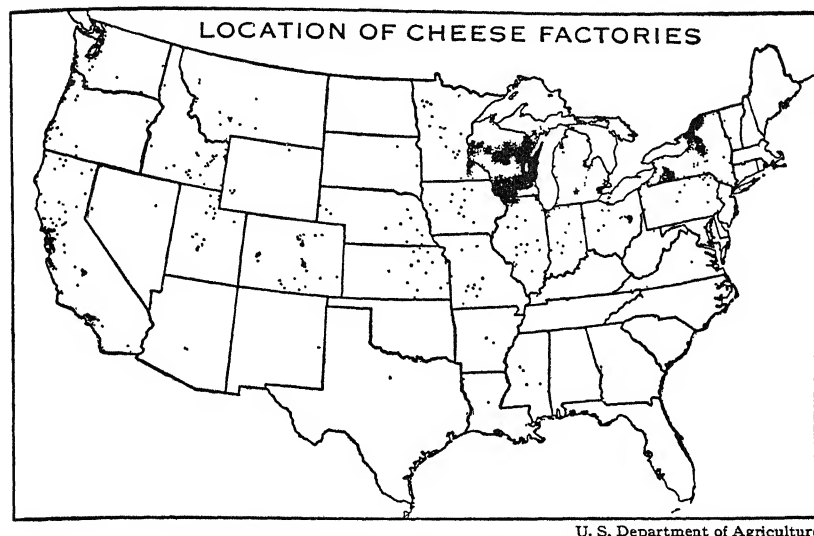 LOCATION OF CHEESE FACTORIES
U. S. Department of Agriculture